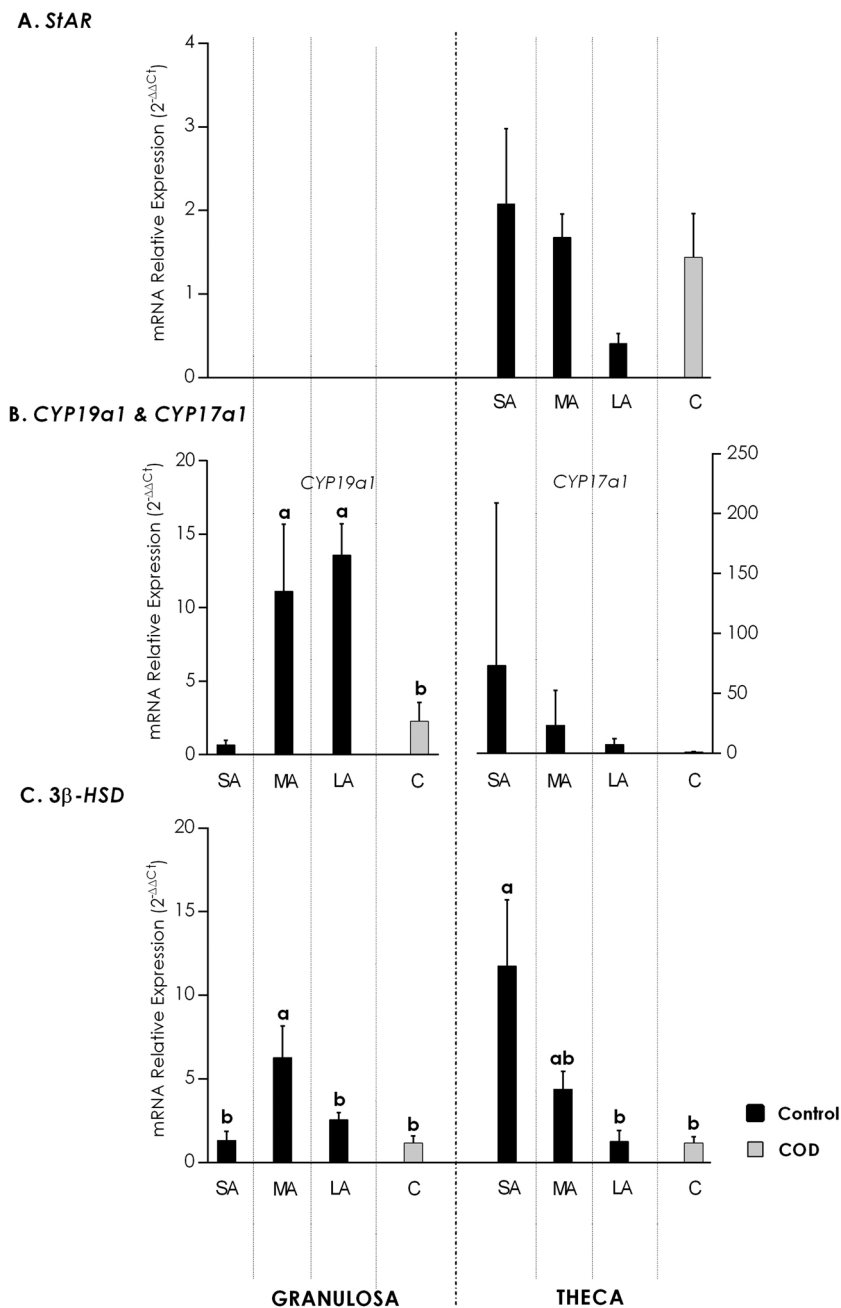 A. StAR
mRNA Relative Expression (2-ΔΔCt)
4
3
2
1
0
SA MA LA C
B. CYP19a1 & CYP17a1
mRNA Relative Expression (2-ΔΔCt)
20
15
10
5
0
CYP19a1
a a b
SA MA LA C
CYP17a1
250
200
150
100
50
0
SA MA LA C
C. 3β-HSD
mRNA Relative Expression (2-ΔΔCt)
20
15
10
5
0
b a b b
a ab b b
SA MA LA C
SA MA LA C
Control
COD
GRANULOSA
THECA